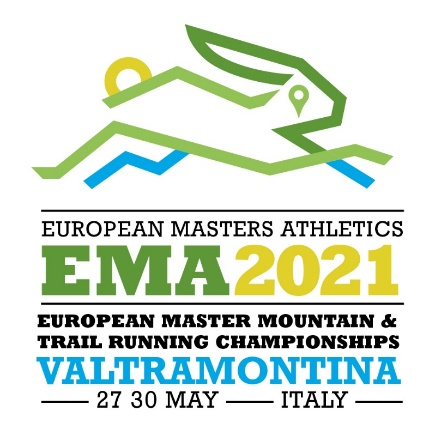 EUROPEAN MASTERS ATHLETICS
EMA2021
EUROPEAN MASTER MOUNTAIN &
TRAIL RUNNING CHAMPIONSHIPS
VALTRAMONTINA
27 30 MAY — ITALY